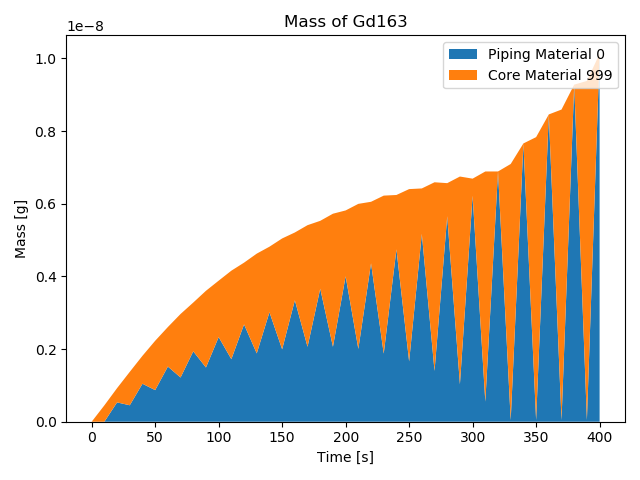 Mass of Gd163
1e−8
Piping Material 0
Core Material 999
1.0
0.8
0.6
0.4
0.2
0.0
Mass [g]
0 50 100 150 200 250 300 350 400
Time [s]